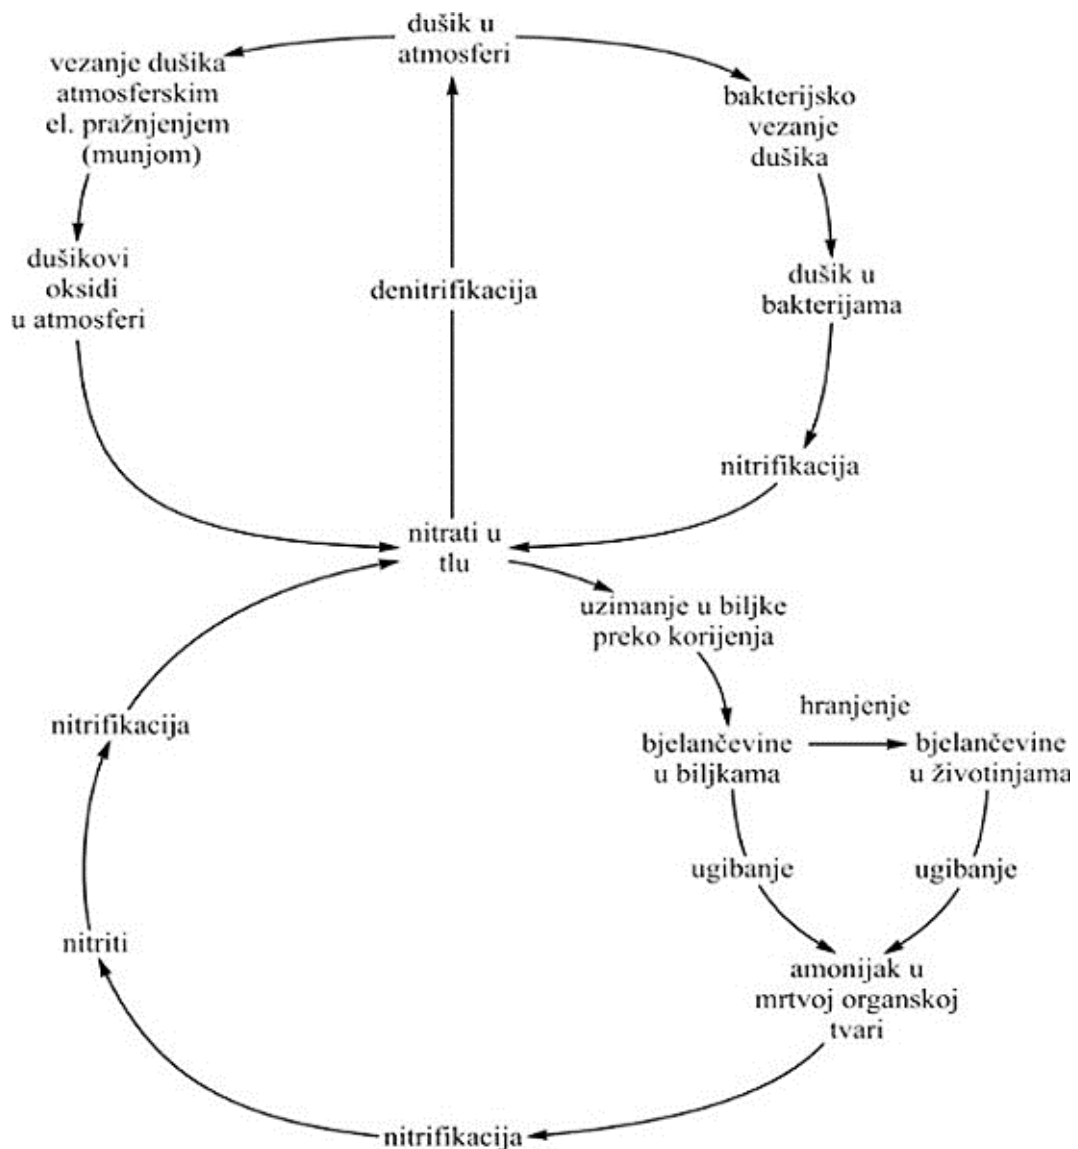 dušik u
atmosferi
vezanje dušika
atmosferskim
el. pražnjenjem
(munjom)
bakterijsko
vezanje
dušika
dušikovi
oksidi
u atmosferi
denitrifikacija
dušik u
bakterijama
nitrifikacija
nitrati u
tlu
uzimanje u biljke
preko korijenja
nitrifikacija
hranjenje
bjelančevine
u biljkama
bjelančevine
u životinjama
ugibanje
ugibanje
nitriti
amonijak u
mrtvoj organskoj
tvari
nitrifikacija